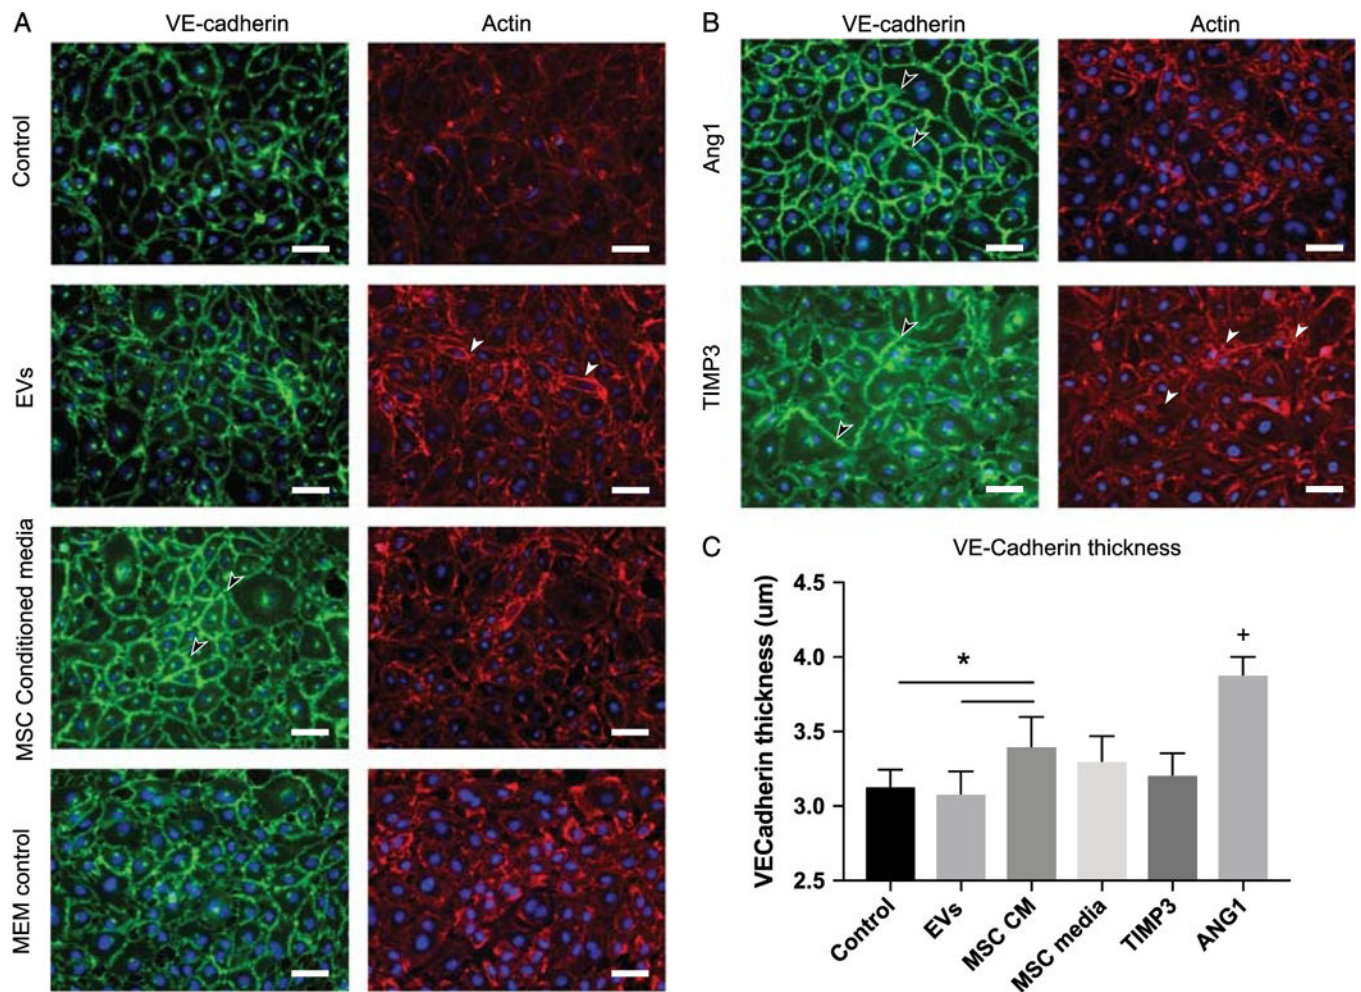 A
VE-cadherin
Actin
Control
EVs
MSC Conditioned media
MEM control
B
VE-cadherin
Actin
Ang1
TIMP3
C
VE-Cadherin thickness
VECadherin thickness (um)
4.5
4.0
3.5
3.0
2.5
*
+
Control
EVs
MSC CM
MSC media
TIMP3
ANG1